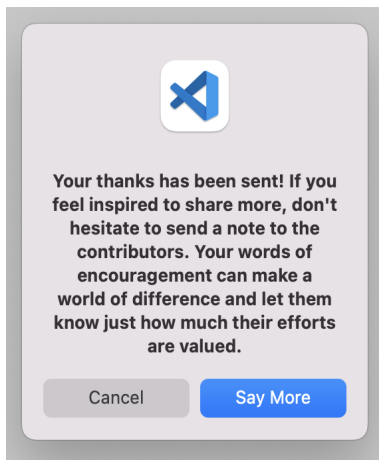 Your thanks has been sent! If you
feel inspired to share more, don't
hesitate to send a note to the
contributors. Your words of
encouragement can make a
world of difference and let them
know just how much their efforts
are valued.
Cancel
Say More